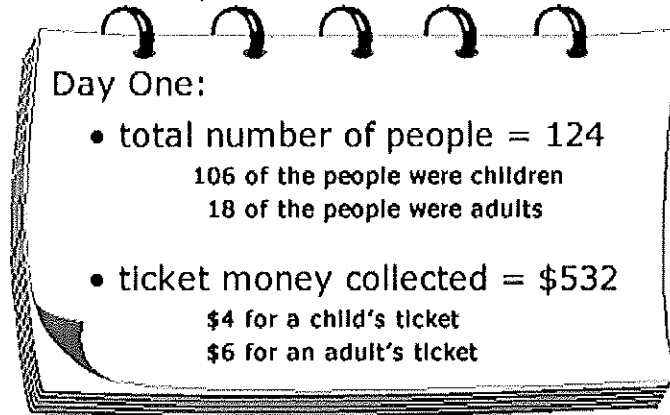 Day One:
• total number of people = 124
106 of the people were children
18 of the people were adults
• ticket money collected = $532
$4 for a child's ticket
$6 for an adult's ticket